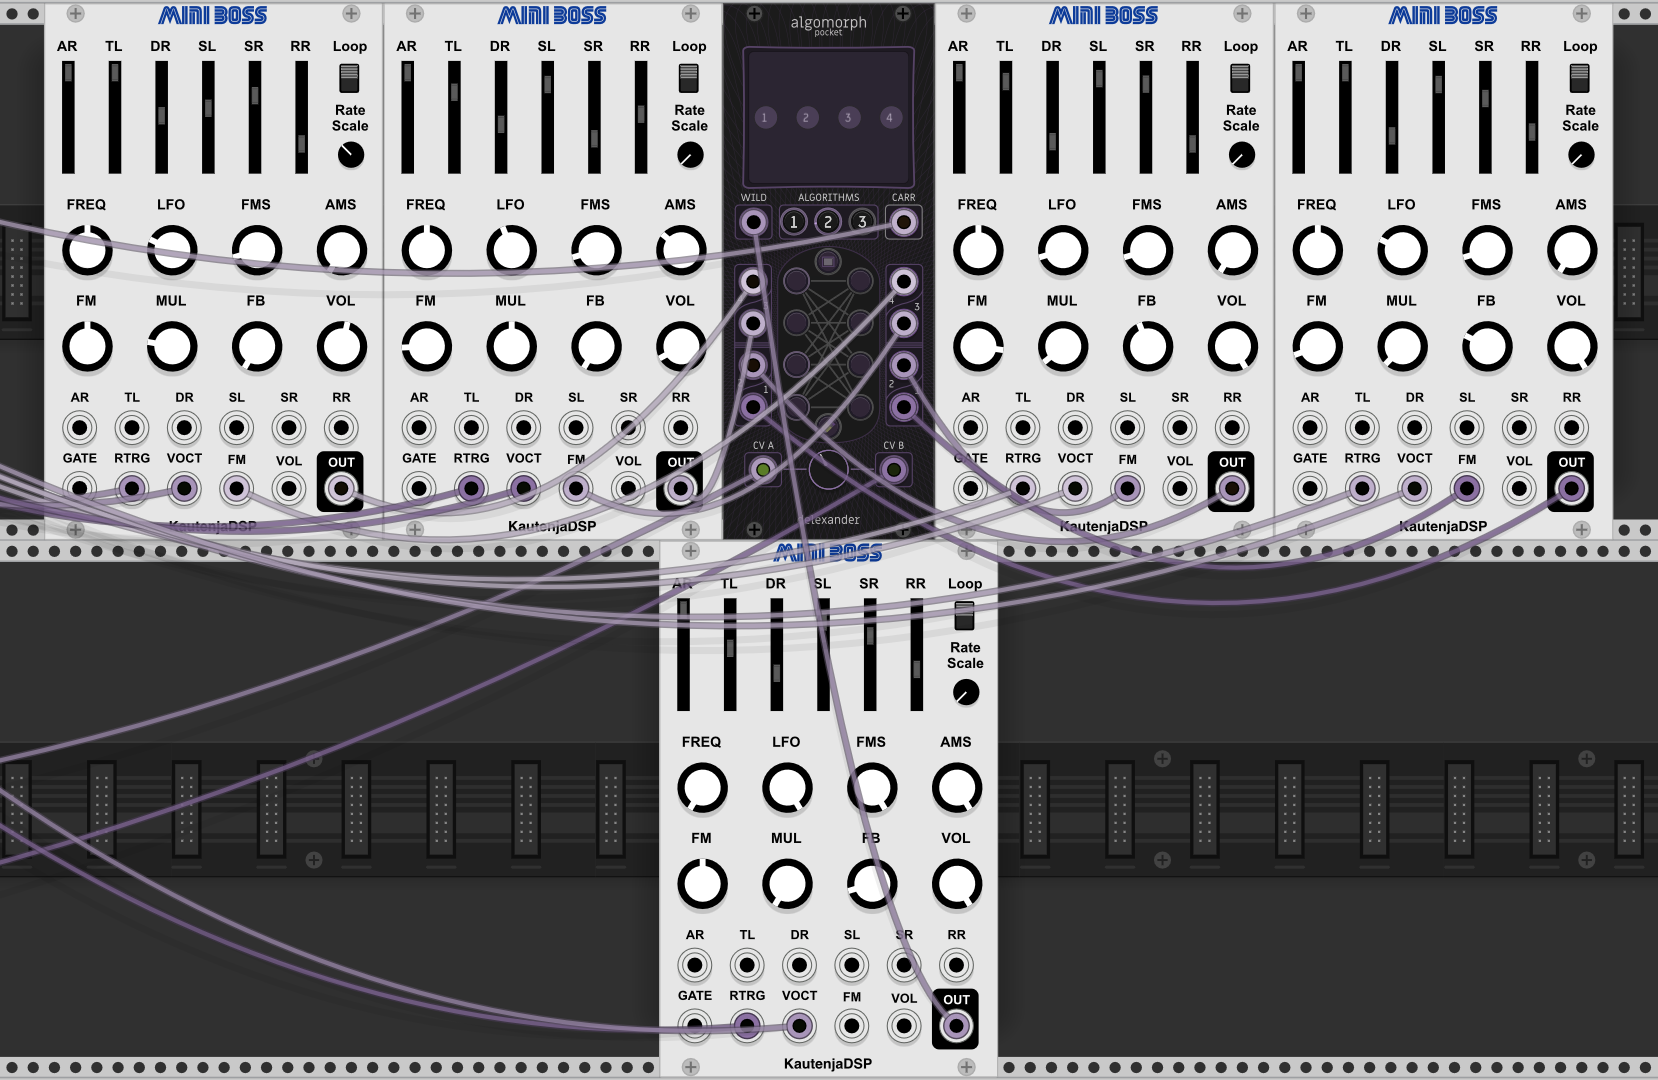 MINI BOSS
AR TL DR SL SR RR Loop
Rate
Scale
FREQ LFO FMS AMS
FM MUL FB VOL
AR TL DR SL SR RR
GATE RTRG VOCT FM VOL OUT
KautenjaDSP
MINI BOSS
AR TL DR SL SR RR Loop
Rate
Scale
FREQ LFO FMS AMS
FM MUL FB VOL
AR TL DR SL SR RR
GATE RTRG VOCT FM VOL OUT
KautenjaDSP
algomorph
pocket
1 2 3 4
WILD ALGORITHMS CARR
1 2 3
4
3
2
1
CV A CV B
alexander
MINI BOSS
AR TL DR SL SR RR Loop
Rate
Scale
FREQ LFO FMS AMS
FM MUL FB VOL
AR TL DR SL SR RR
GATE RTRG VOCT FM VOL OUT
KautenjaDSP
MINI BOSS
AR TL DR SL SR RR Loop
Rate
Scale
FREQ LFO FMS AMS
FM MUL FB VOL
AR TL DR SL SR RR
GATE RTRG VOCT FM VOL OUT
KautenjaDSP
MINI BOSS
AR TL DR SL SR RR Loop
Rate
Scale
FREQ LFO FMS AMS
FM MUL FB VOL
AR TL DR SL SR RR
GATE RTRG VOCT FM VOL OUT
KautenjaDSP